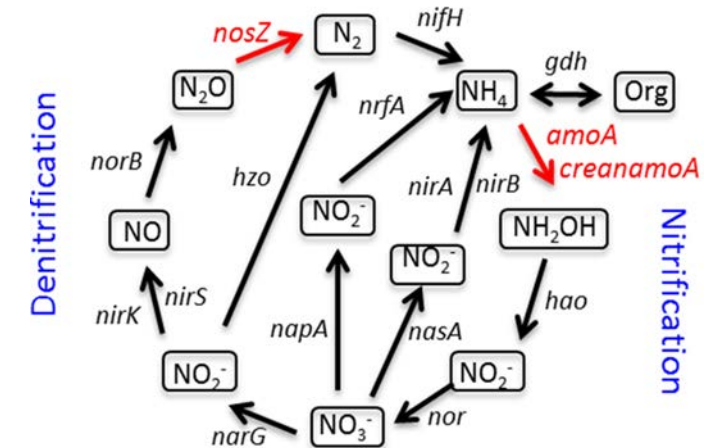 nosZ
N₂
nifH
N₂O
nrfA
NH₄
gdh
Org
amoA
creanamoA
Denitrification
norB
hzo
nirA
nirB
NO
NO₂⁻
NH₂OH
NO₂⁻
Nitrification
nirK
nirS
napA
nasA
hao
NO₂⁻
NO₂⁻
narG
NO₃⁻
nor